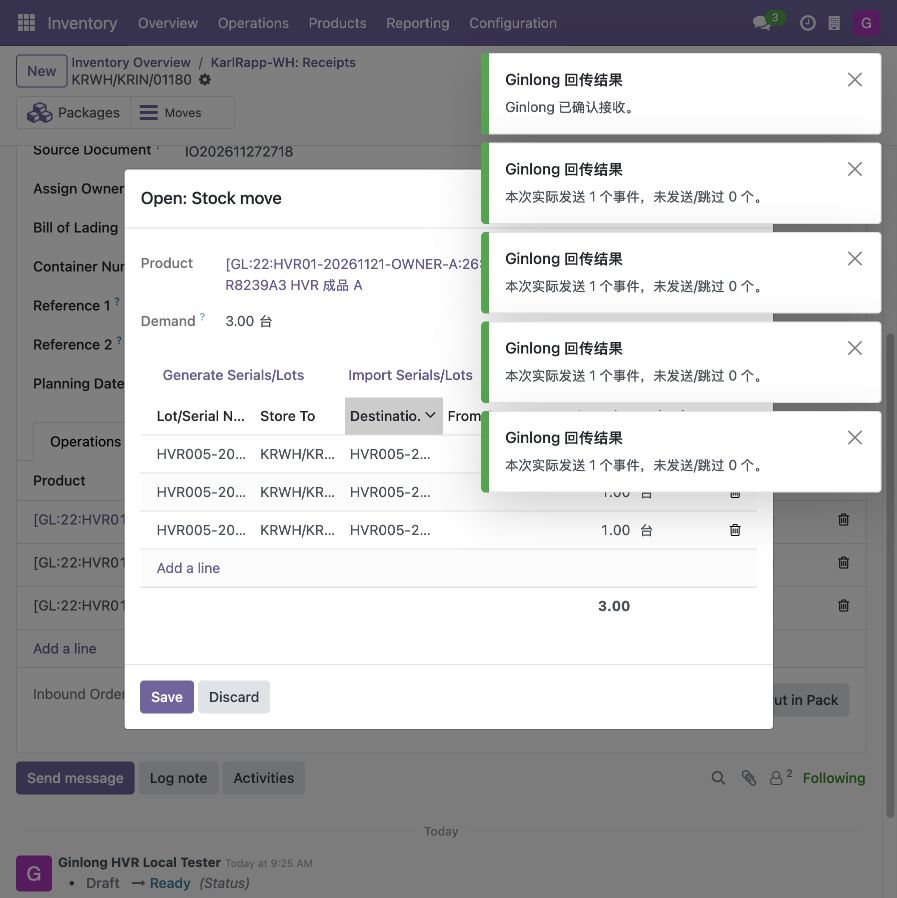 Inventory Overview Operations Products Reporting Configuration 3 G
New Inventory Overview / KarlRapp-WH: Receipts
KRWH/KRIN/01180
Packages Moves
Source Document ? IO202611272718
Assign Owner
Bill of Lading
Container Nu
Reference 1 ?
Reference 2 ?
Planning Date
Operations
Product
[GL:22:HVR01
[GL:22:HVR01
[GL:22:HVR01
Add a line
Inbound Order
ut in Pack
Open: Stock move
Product [GL:22:HVR01-20261121-OWNER-A:26:
R8239A3 HVR 成品 A
Demand ? 3.00 台
Generate Serials/Lots Import Serials/Lots
Lot/Serial N... Store To Destinatio. From
HVR005-20... KRWH/KR... HVR005-2...
HVR005-20... KRWH/KR... HVR005-2... 1.00 台
HVR005-20... KRWH/KR... HVR005-2... 1.00 台
Add a line
3.00
Save Discard
Ginlong 回传结果
Ginlong 已确认接收。
Ginlong 回传结果
本次实际发送 1 个事件，未发送/跳过 0 个。
Ginlong 回传结果
本次实际发送 1 个事件，未发送/跳过 0 个。
Ginlong 回传结果
本次实际发送 1 个事件，未发送/跳过 0 个。
Ginlong 回传结果
本次实际发送 1 个事件，未发送/跳过 0 个。
Send message Log note Activities 2 Following
Today
G Ginlong HVR Local Tester Today at 9:25 AM
• Draft → Ready (Status)